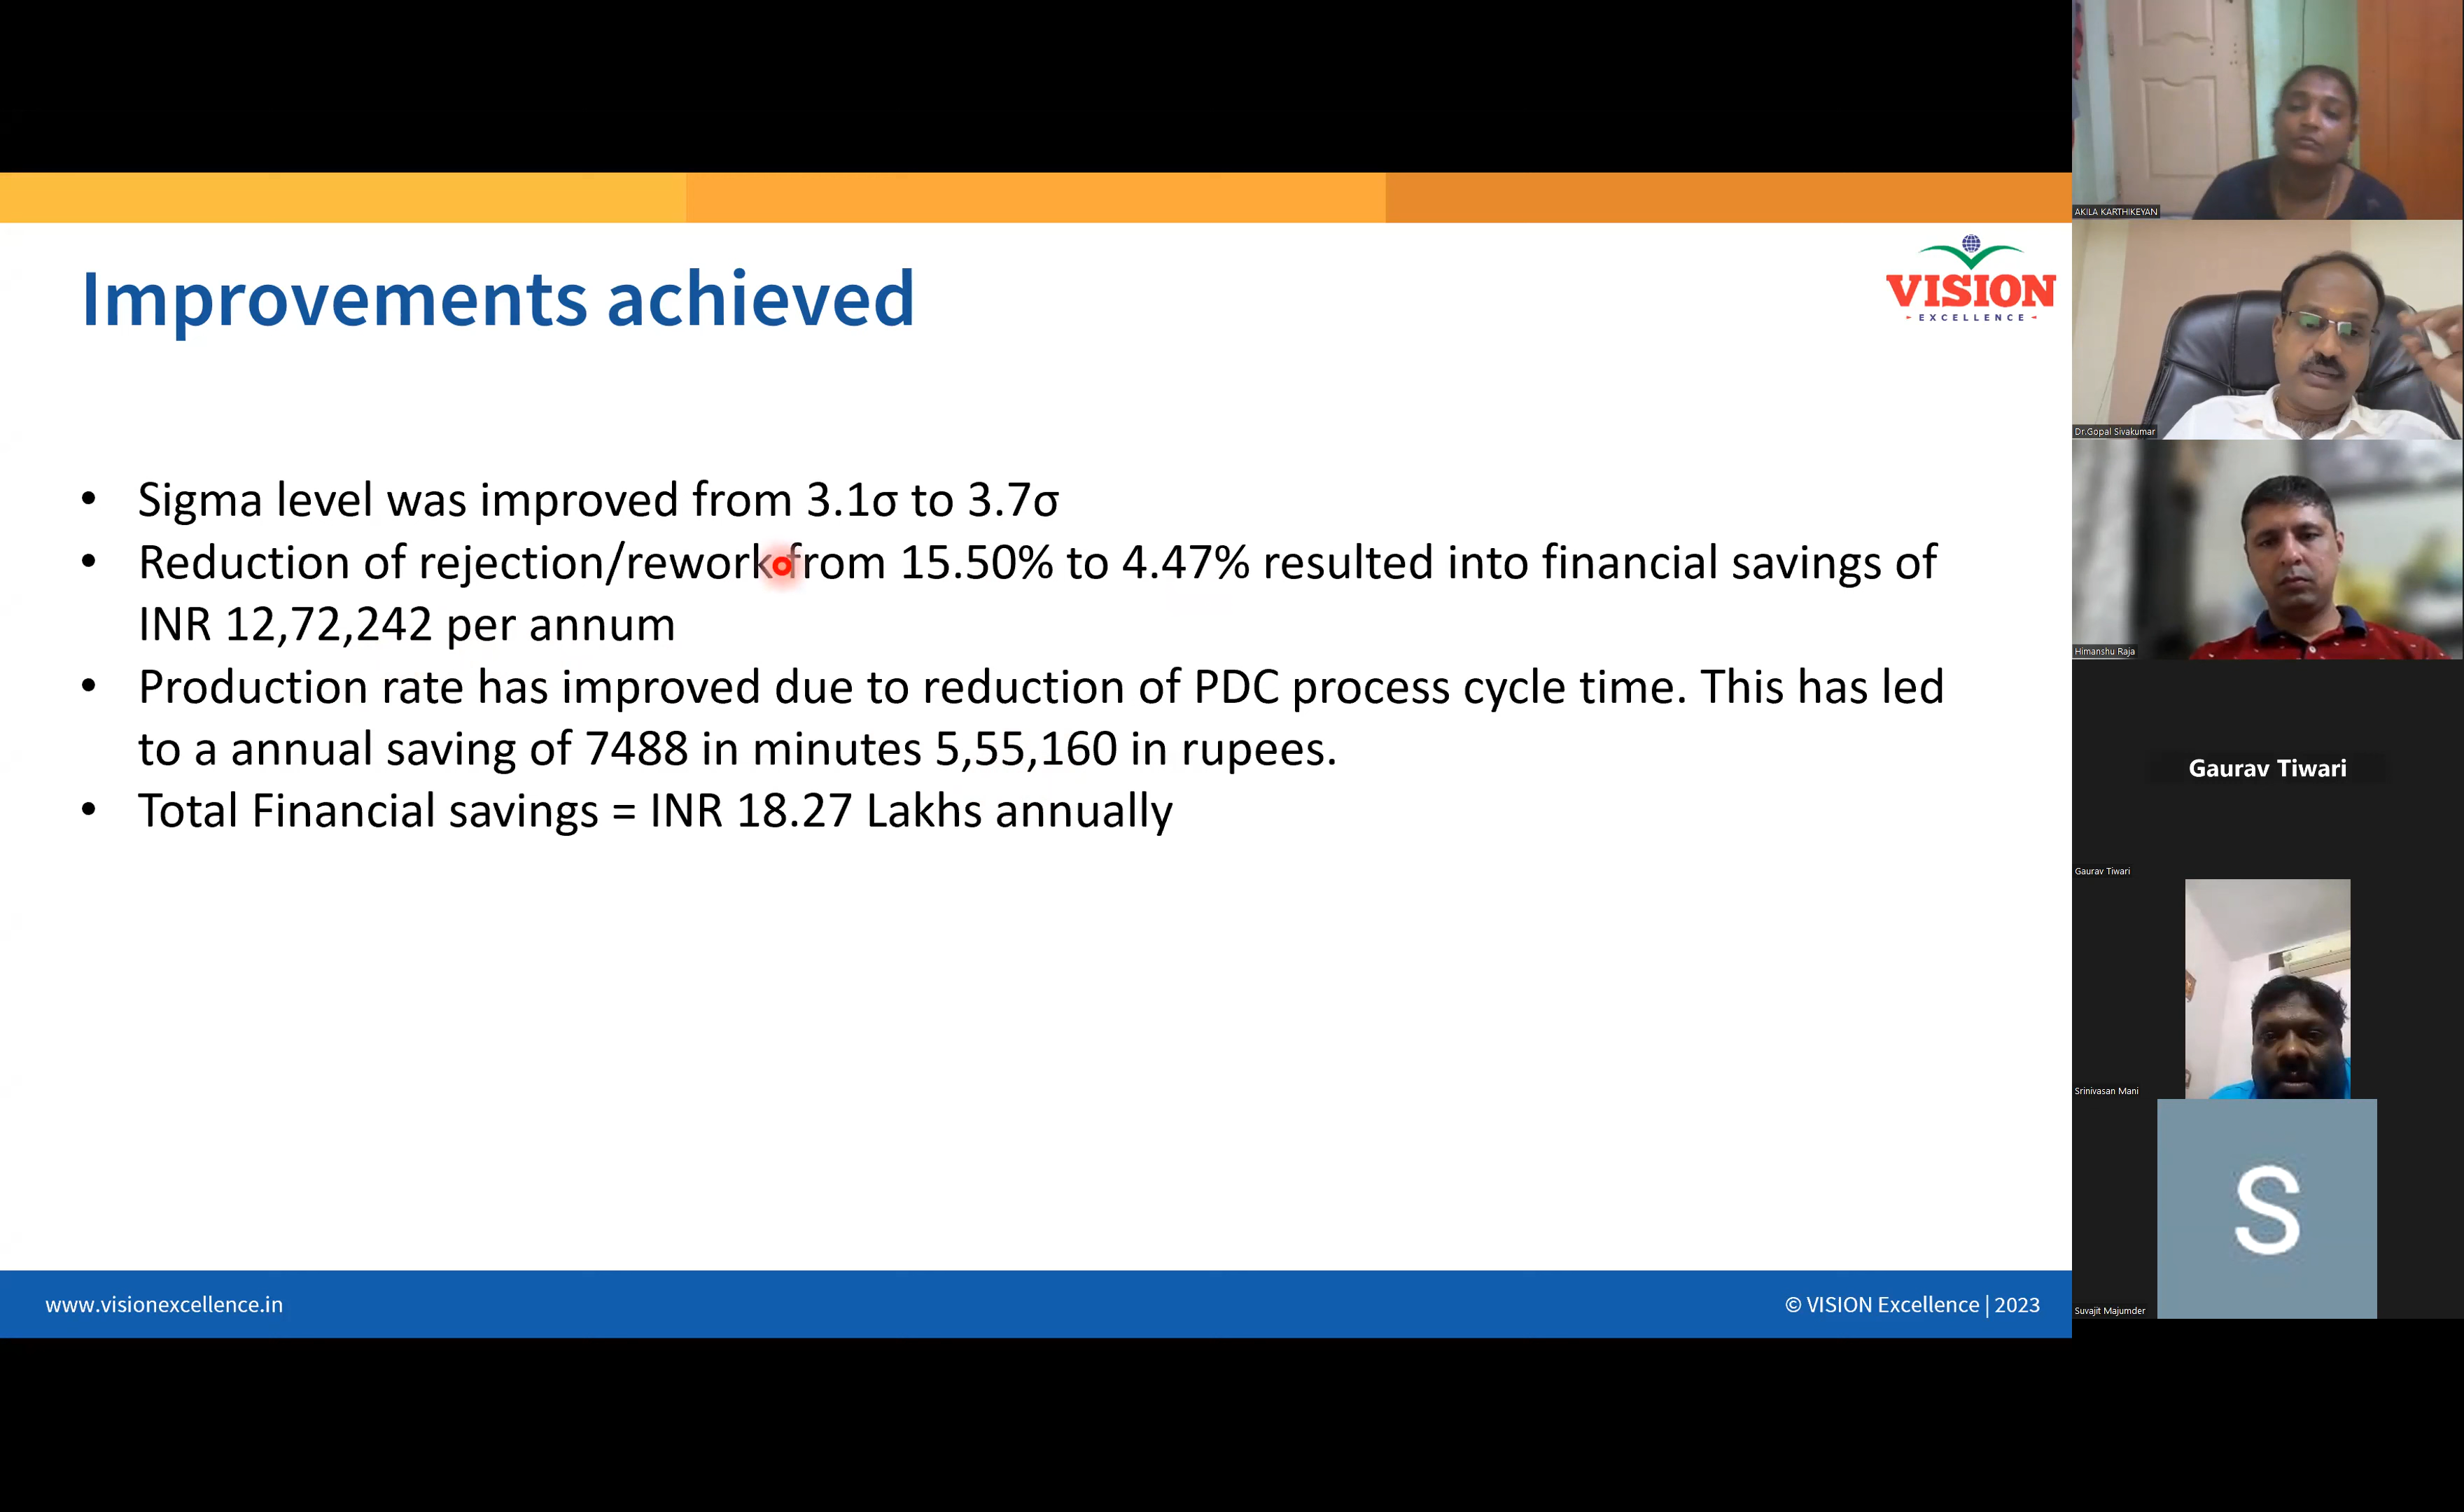 Improvements achieved
VISION
EXCELLENCE
• Sigma level was improved from 3.1σ to 3.7σ
• Reduction of rejection/rework from 15.50% to 4.47% resulted into financial savings of
INR 12,72,242 per annum
• Production rate has improved due to reduction of PDC process cycle time. This has led
to a annual saving of 7488 in minutes 5,55,160 in rupees.
• Total Financial savings = INR 18.27 Lakhs annually
www.visionexcellence.in
© VISION Excellence | 2023
AKILA KARTHIKEYAN
Dr.Gopal Sivakumar
Himanshu Raja
Gaurav Tiwari
Gaurav Tiwari
Srinivasan Mani
S
Suvajit Majumder